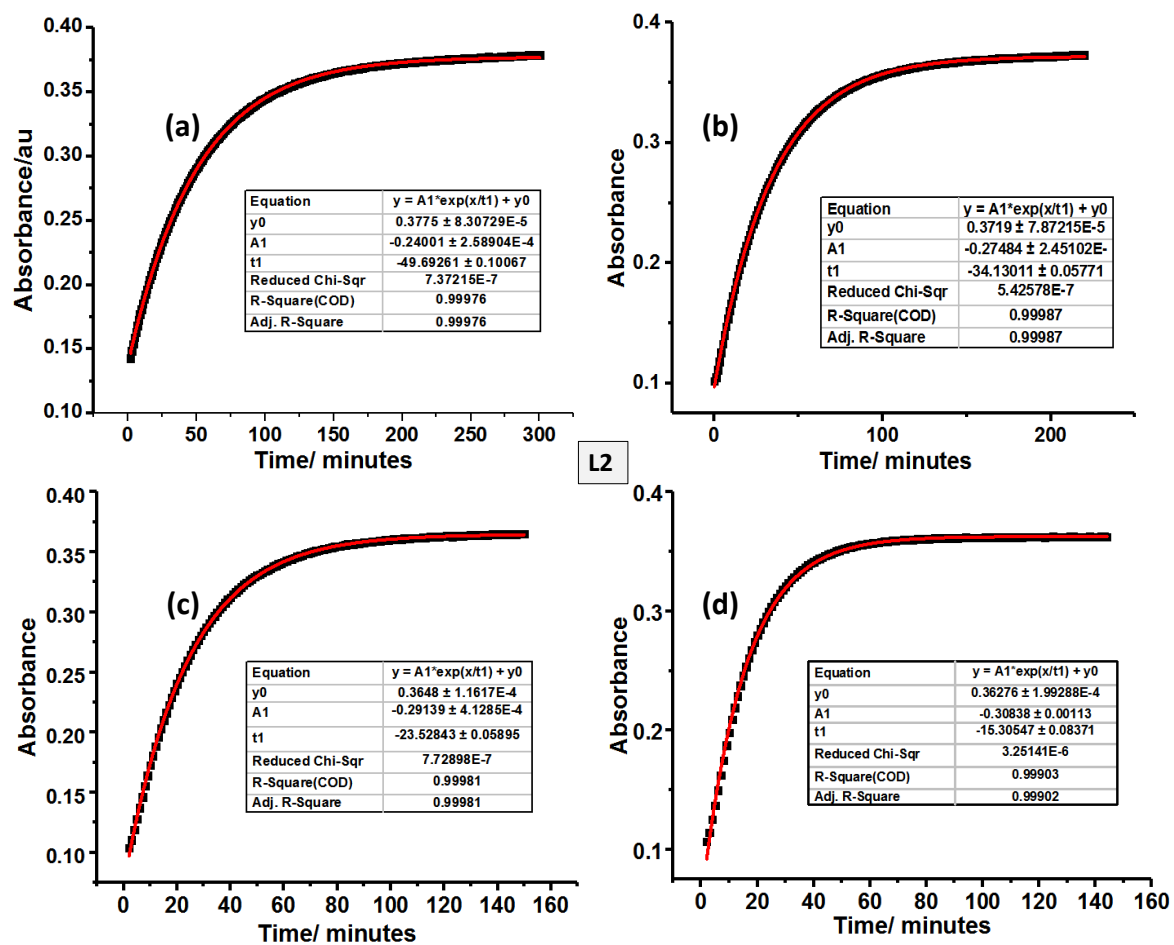 (a)
Absorbance/au
0.40
0.35
0.30
0.25
0.20
0.15
0.10
0 50 100 150 200 250 300
Time/ minutes
Equation y = A1*exp(x/t1) + y0
y0 0.3775 ± 8.30729E-5
A1 -0.24001 ± 2.58904E-4
t1 -49.69261 ± 0.10067
Reduced Chi-Sqr 7.37215E-7
R-Square(COD) 0.99976
Adj. R-Square 0.99976
(b)
Absorbance
0.4
0.3
0.2
0.1
0 100 200
Time/ minutes
Equation y = A1*exp(x/t1) + y0
y0 0.3719 ± 7.87215E-5
A1 -0.27484 ± 2.45102E-
t1 -34.13011 ± 0.05771
Reduced Chi-Sqr 5.42578E-7
R-Square(COD) 0.99987
Adj. R-Square 0.99987
L2
(c)
Absorbance
0.40
0.35
0.30
0.25
0.20
0.15
0.10
0 20 40 60 80 100 120 140 160
Time/ minutes
Equation y = A1*exp(x/t1) + y0
y0 0.3648 ± 1.1617E-4
A1 -0.29139 ± 4.1285E-4
t1 -23.52843 ± 0.05895
Reduced Chi-Sqr 7.72898E-7
R-Square(COD) 0.99981
Adj. R-Square 0.99981
(d)
Absorbance
0.4
0.3
0.2
0.1
0 20 40 60 80 100 120 140 160
Time/ minutes
Equation y = A1*exp(x/t1) + y0
y0 0.36276 ± 1.99288E-4
A1 -0.30838 ± 0.00113
t1 -15.30547 ± 0.08371
Reduced Chi-Sqr 3.25141E-6
R-Square(COD) 0.99903
Adj. R-Square 0.99902